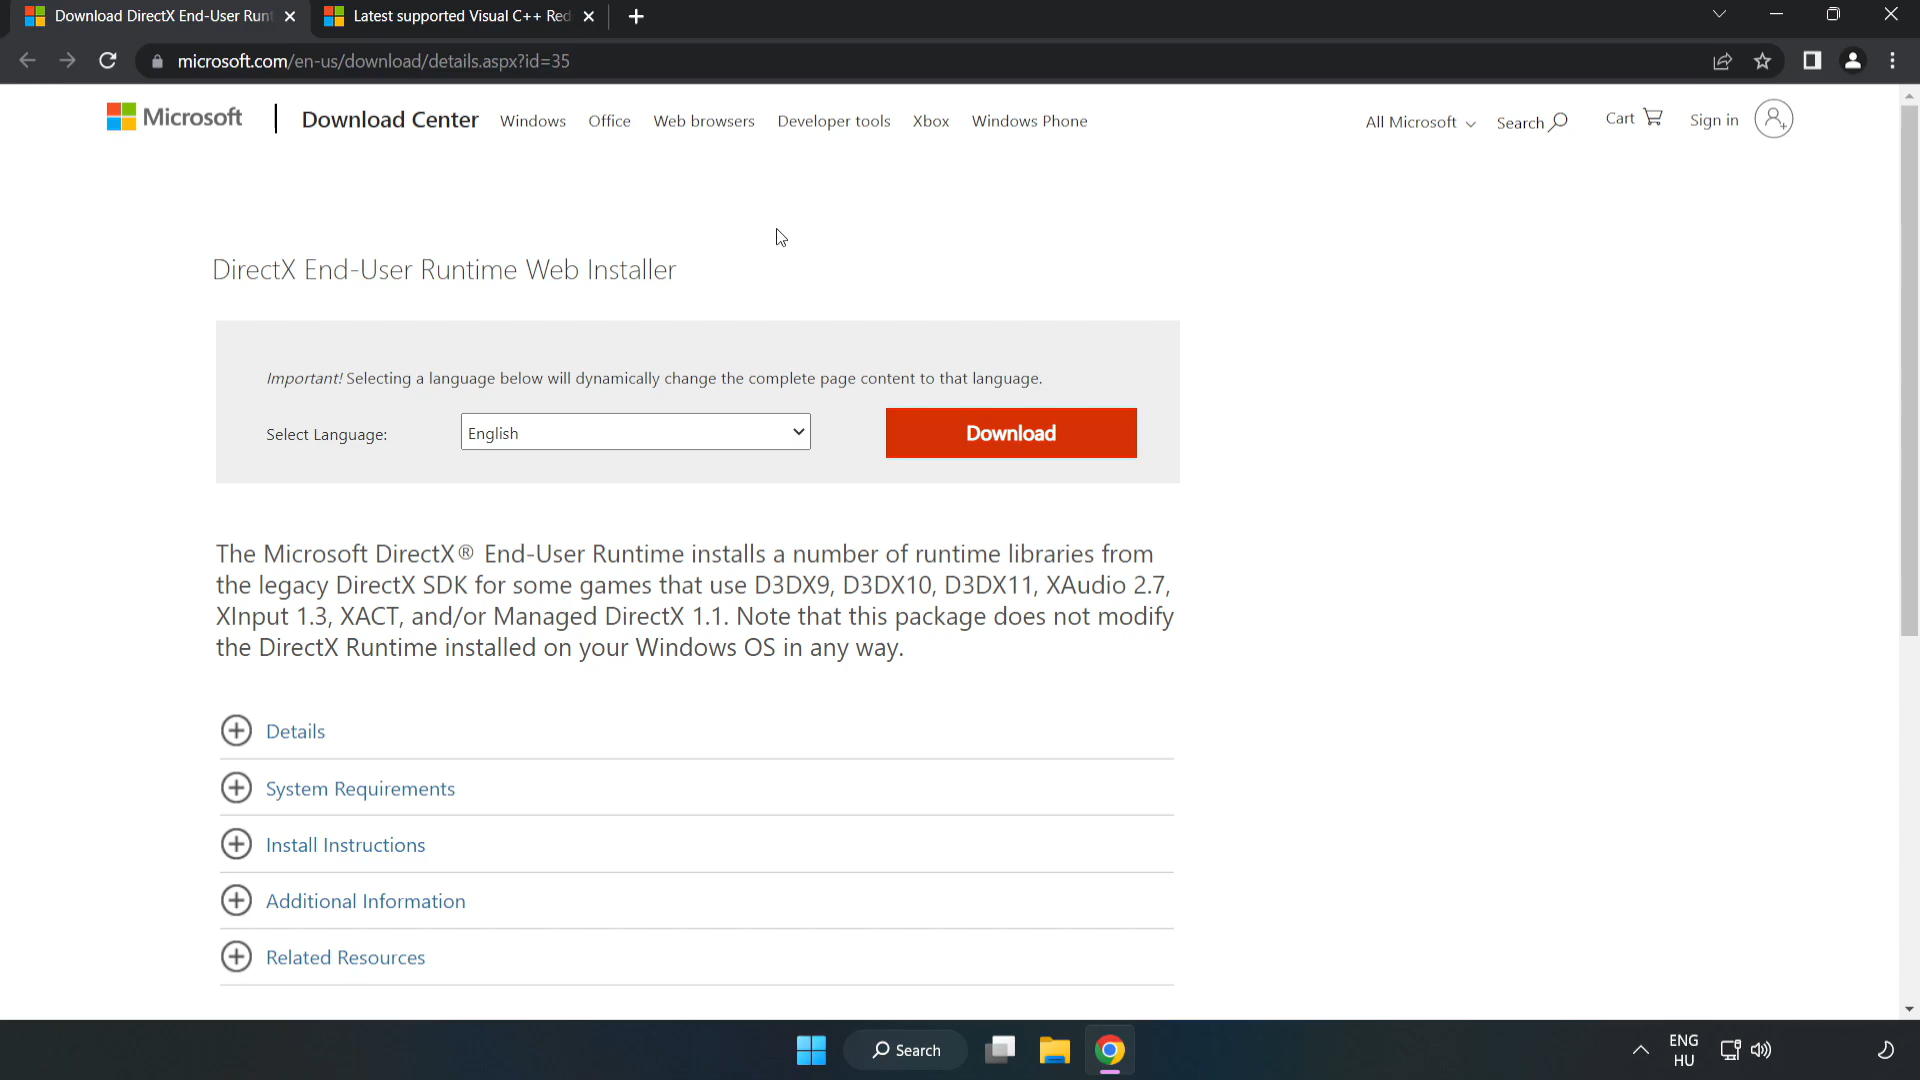 Download DirectX End-User Runt
Latest supported Visual C++ Red
microsoft.com/en-us/download/details.aspx?id=35
Microsoft
Download Center
Windows
Office
Web browsers
Developer tools
Xbox
Windows Phone
All Microsoft
Search
Cart
Sign in
DirectX End-User Runtime Web Installer
Important! Selecting a language below will dynamically change the complete page content to that language.
Select Language:
English
Download
The Microsoft DirectX® End-User Runtime installs a number of runtime libraries from
the legacy DirectX SDK for some games that use D3DX9, D3DX10, D3DX11, XAudio 2.7,
XInput 1.3, XACT, and/or Managed DirectX 1.1. Note that this package does not modify
the DirectX Runtime installed on your Windows OS in any way.
Details
System Requirements
Install Instructions
Additional Information
Related Resources
Search
ENG
HU